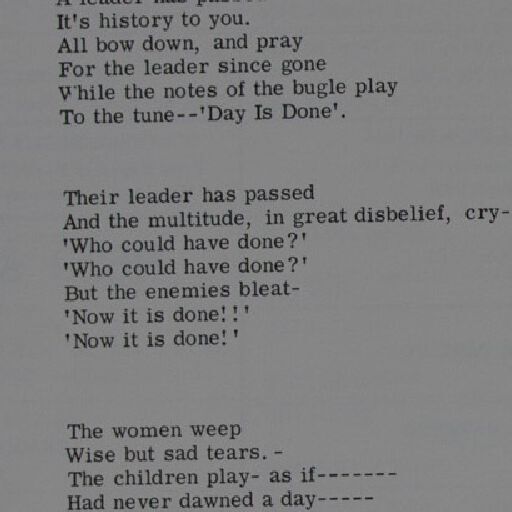 A leader has passed
It's history to you.
All bow down, and pray
For the leader since gone
While the notes of the bugle play
To the tune--'Day Is Done'.
Their leader has passed
And the multitude, in great disbelief, cry-
'Who could have done?'
'Who could have done?'
But the enemies bleat-
'Now it is done!!'
'Now it is done!'
The women weep
Wise but sad tears. -
The children play- as if-------
Had never dawned a day-----